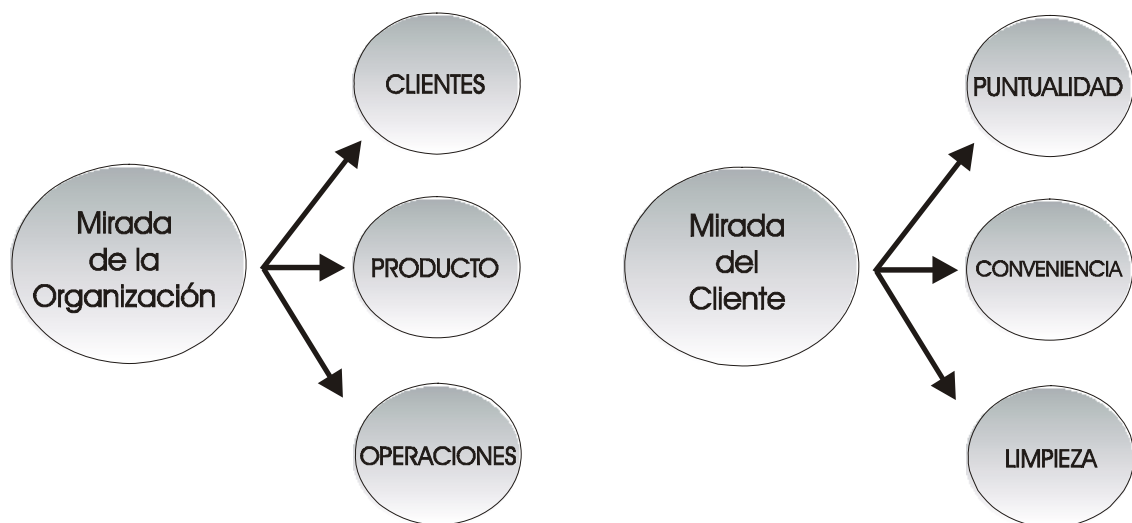 Mirada
de la
Organización
CLIENTES
PRODUCTO
OPERACIONES
Mirada
del
Cliente
PUNTUALIDAD
CONVENIENCIA
LIMPIEZA